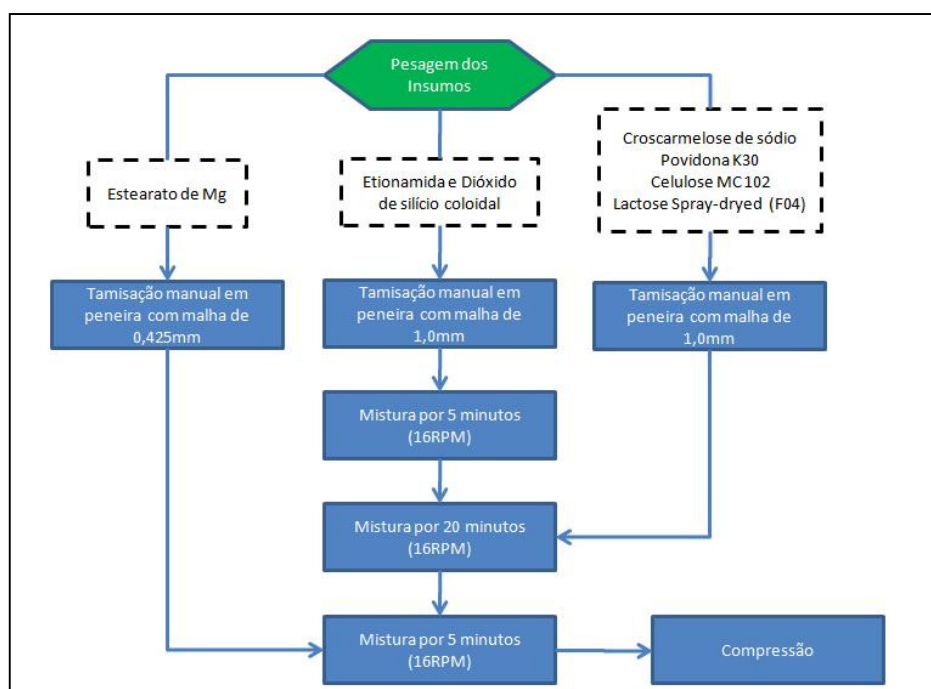 Pesagem dos
Insumos
Estearato de Mg
Etionamida e Dióxido
de silício coloidal
Croscarmelose de sódio
Povidona K30
Celulose MC102
Lactose Spray-dryed (F04)
Tamisação manual em
peneira com malha de
0,425mm
Tamisação manual em
peneira com malha de
1,0mm
Tamisação manual em
peneira com malha de
1,0mm
Mistura por 5 minutos
(16RPM)
Mistura por 20 minutos
(16RPM)
Mistura por 5 minutos
(16RPM)
Compressão